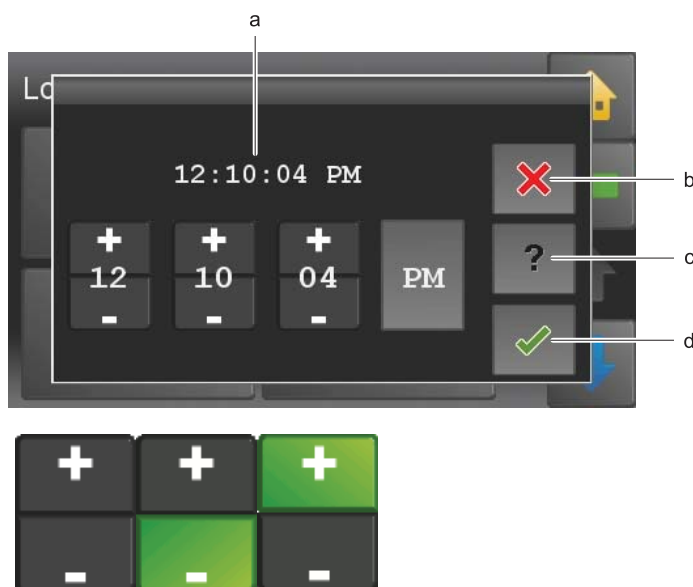 a
Lo
12:10:04 PM
b
+ + +
?
c
12 10 04 PM
- - -
d
+ + +
- - -